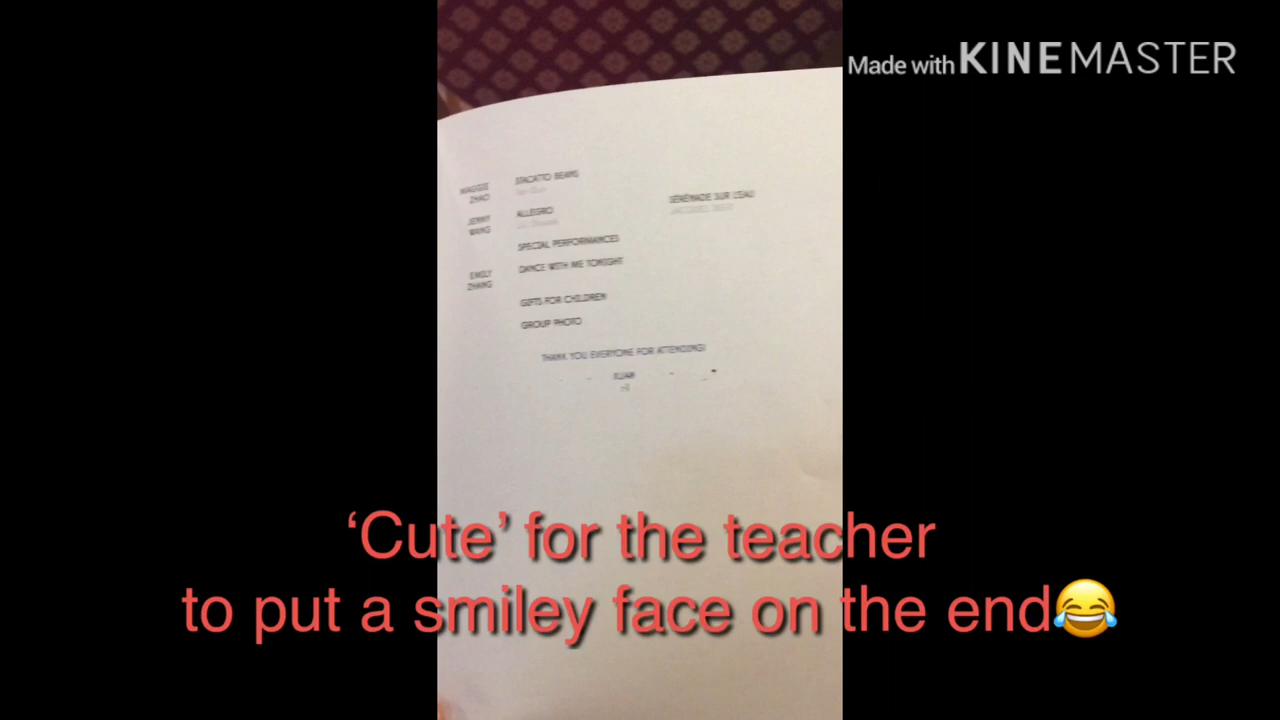 Made with KINEMASTER
MAGGIE
ZHAO
STACATTO BEANS
JENNY
WANG
ALLEGRO
SERENADE SUR L'EAU
SPECIAL PERFORMANCES
EMILY
ZHANG
DANCE WITH ME TONIGHT
GIFTS FOR CHILDREN
GROUP PHOTO
THANK YOU EVERYONE FOR ATTENDING!
:-)
‘Cute’ for the teacher
to put a smiley face on the end😂